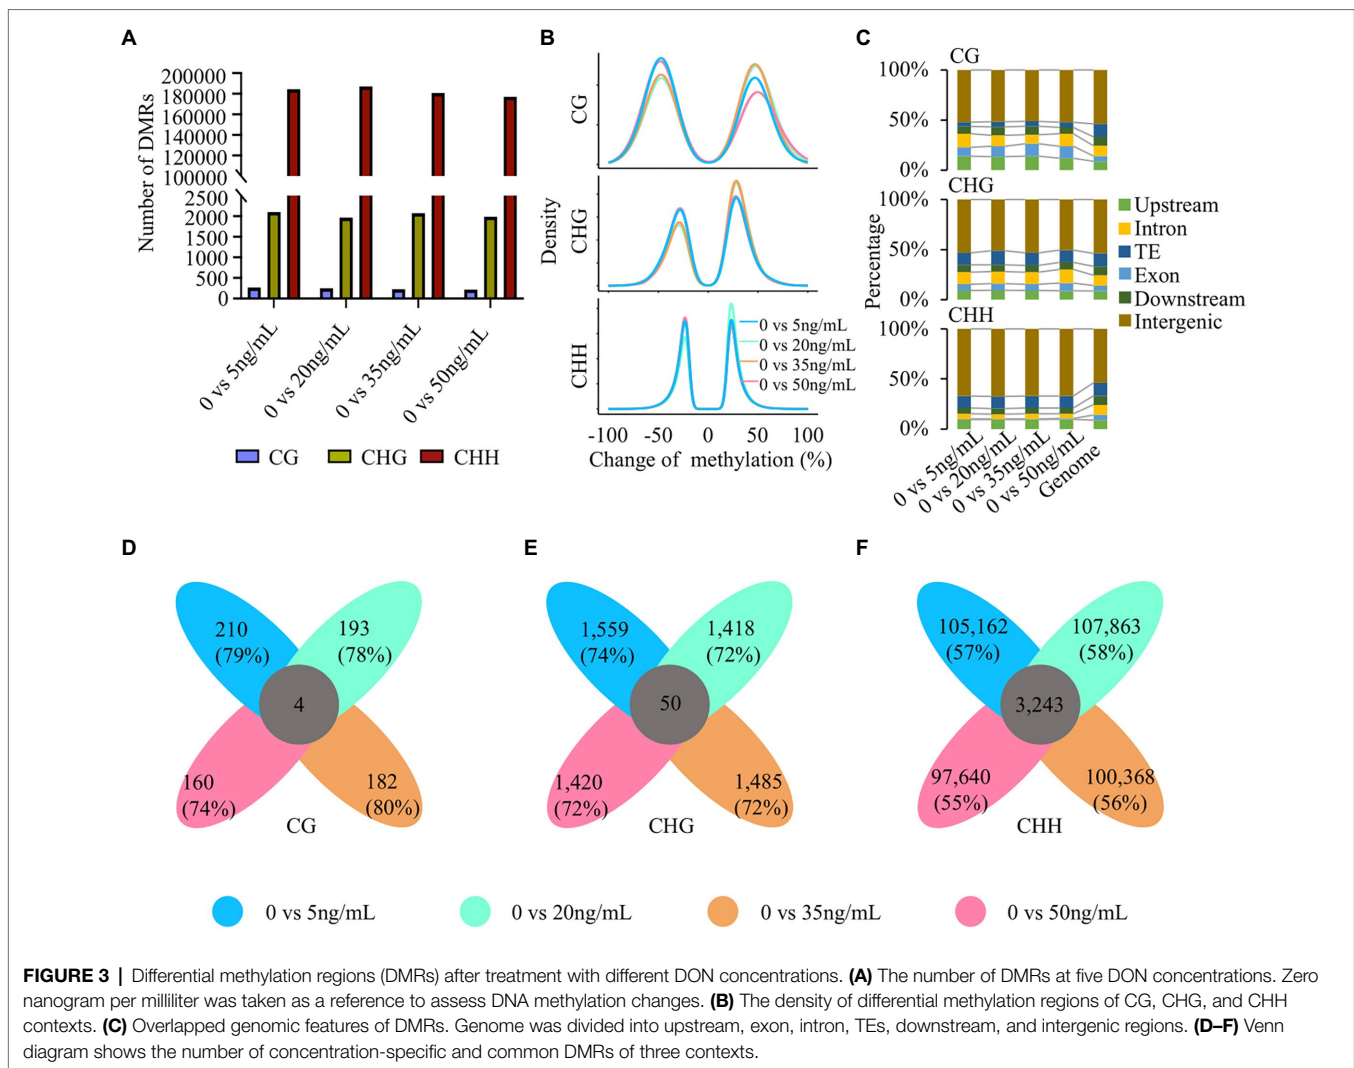 A
Number of DMRs
200000
180000
160000
140000
120000
100000
2500
2000
1500
1000
500
0
0 vs 5ng/mL
0 vs 20ng/mL
0 vs 35ng/mL
0 vs 50ng/mL
CG
CHG
CHH
B
Density
CG
CHG
CHH
0 vs 5ng/mL
0 vs 20ng/mL
0 vs 35ng/mL
0 vs 50ng/mL
-100
-50
0
50
100
Change of methylation (%)
C
Percentage
CG
100%
50%
0%
CHG
100%
50%
0%
CHH
100%
50%
0%
0 vs 5ng/mL
0 vs 20ng/mL
0 vs 35ng/mL
0 vs 50ng/mL
Genome
Upstream
Intron
TE
Exon
Downstream
Intergenic
D
210
(79%)
193
(78%)
4
160
(74%)
182
(80%)
CG
E
1,559
(74%)
1,418
(72%)
50
1,420
(72%)
1,485
(72%)
CHG
F
105,162
(57%)
107,863
(58%)
3,243
97,640
(55%)
100,368
(56%)
CHH
0 vs 5ng/mL
0 vs 20ng/mL
0 vs 35ng/mL
0 vs 50ng/mL
FIGURE 3 | Differential methylation regions (DMRs) after treatment with different DON concentrations. (A) The number of DMRs at five DON concentrations. Zero
nanogram per milliliter was taken as a reference to assess DNA methylation changes. (B) The density of differential methylation regions of CG, CHG, and CHH
contexts. (C) Overlapped genomic features of DMRs. Genome was divided into upstream, exon, intron, TEs, downstream, and intergenic regions. (D–F) Venn
diagram shows the number of concentration-specific and common DMRs of three contexts.